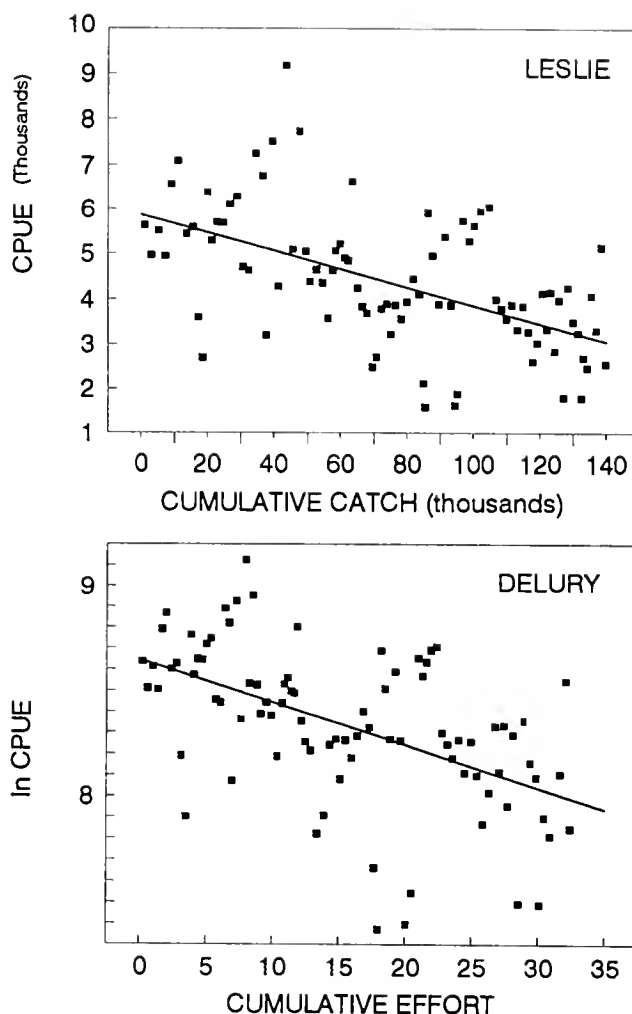 LESLIE
CPUE (Thousands)
10
9
8
7
6
5
4
3
2
1
0 20 40 60 80 100 120 140
CUMULATIVE CATCH (thousands)
DELURY
ln CPUE
9
8
0 5 10 15 20 25 30 35
CUMULATIVE EFFORT